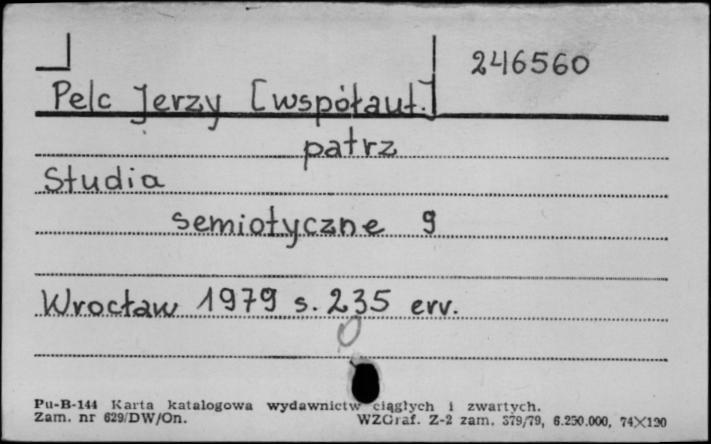 246560
Pelc Jerzy [współaut.]
patrz
Studia
semiotyczne 9
Wrocław 1979 s. 235 err.
0
Pu-B-144 Karta katalogowa wydawnictw ciągłych i zwartych.
Zam. nr 629/DW/On. WZGraf. Z-2 zam. 379/79, 6.250.000, 74X120